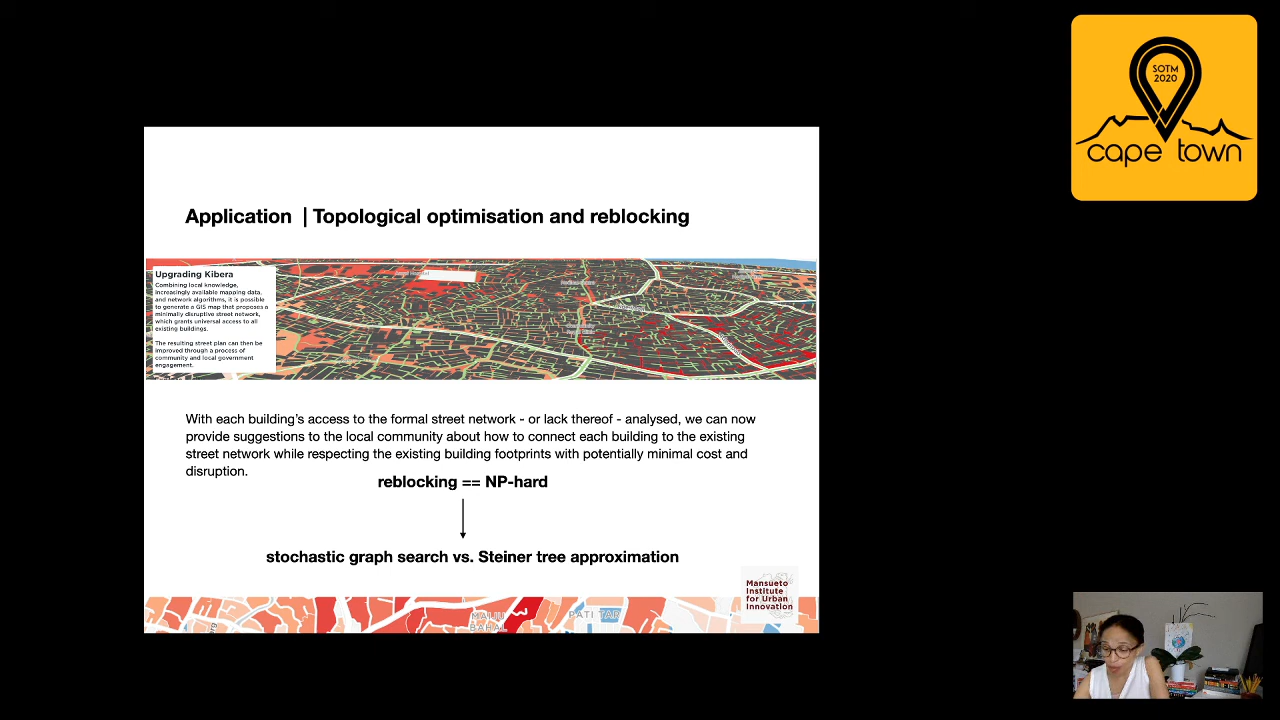 SOTM
2020
cape town
Application | Topological optimisation and reblocking
Upgrading Kibera
Combining local knowledge,
increasingly available mapping data,
and network algorithms, it is possible
to generate a GIS map that proposes a
minimally disruptive street network,
which grants universal access to all
existing buildings.
The resulting street plan can then be
improved through a process of
community and local government
engagement.
With each building's access to the formal street network - or lack thereof - analysed, we can now
provide suggestions to the local community about how to connect each building to the existing
street network while respecting the existing building footprints with potentially minimal cost and
disruption.
reblocking == NP-hard
stochastic graph search vs. Steiner tree approximation
Mansueto
Institute
for Urban
Innovation
PATI TAR